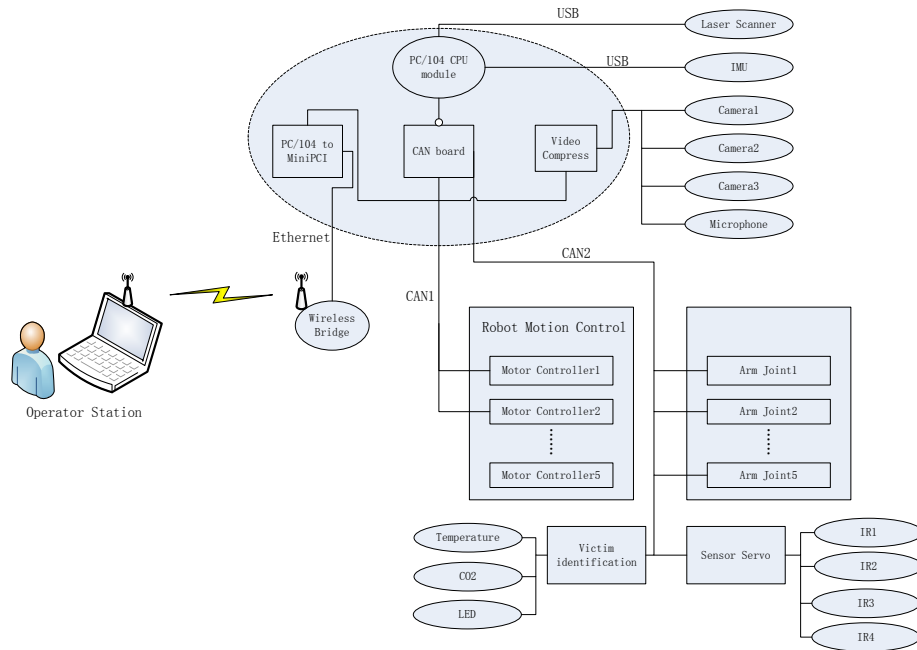 USB
Laser Scanner
PC/104 CPU
module
USB
IMU
Camera1
PC/104 to
MiniPCI
CAN board
Video
Compress
Camera2
Camera3
Microphone
Ethernet
CAN2
CAN1
Wireless
Bridge
Operator Station
Robot Motion Control
Motor Controller1
Motor Controller2
Motor Controller5
Arm Joint1
Arm Joint2
Arm Joint5
Temperature
CO2
LED
Victim
identification
Sensor Servo
IR1
IR2
IR3
IR4